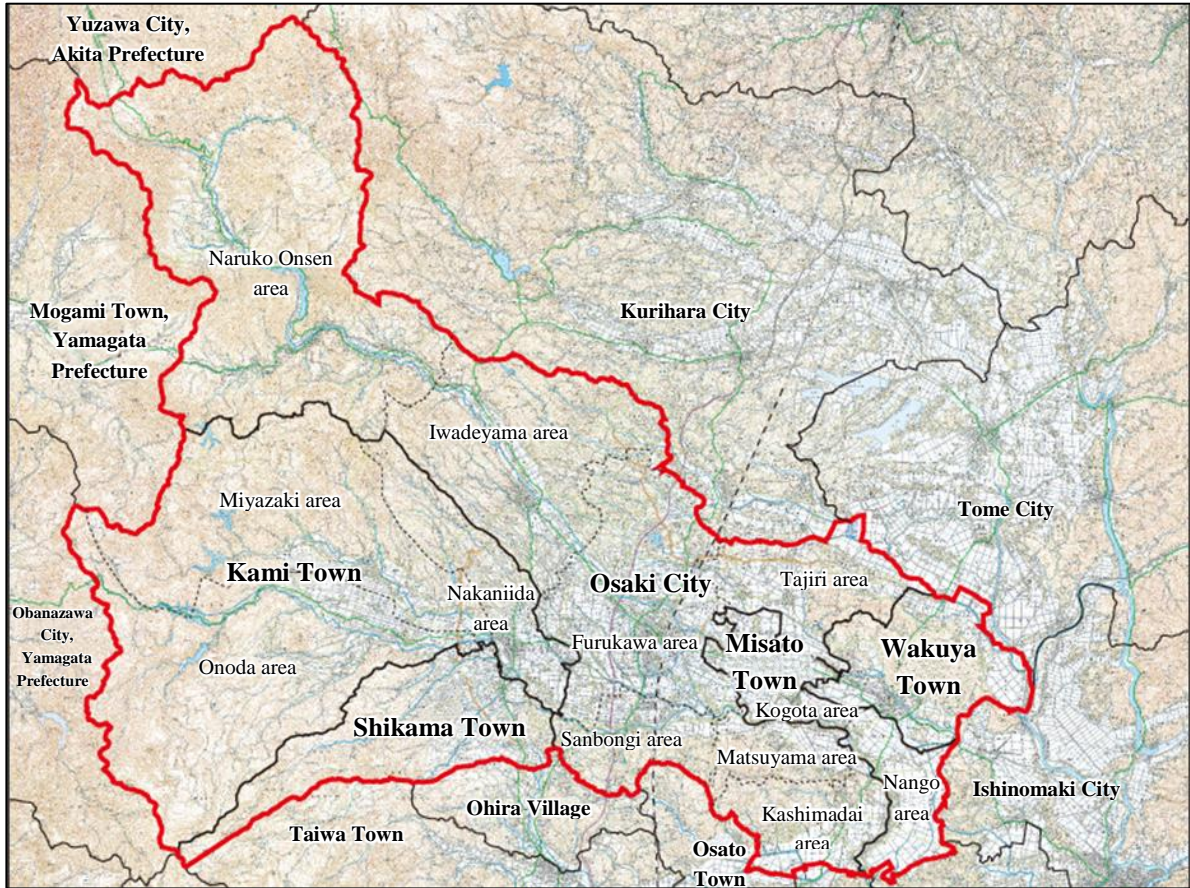 Yuzawa City,
Akita Prefecture
Naruko Onsen
area
Mogami Town,
Yamagata
Prefecture
Kurihara City
Iwadeyama area
Miyazaki area
Tome City
Kami Town
Nakaniida
area
Osaki City
Tajiri area
Obanazawa
City,
Yamagata
Prefecture
Onoda area
Furukawa area
Misato
Town
Wakuya
Town
Kogota area
Shikama Town
Sanbongi area
Matsuyama area
Nango
area
Ishinomaki City
Ohira Village
Taiwa Town
Kashimadai
area
Osato
Town